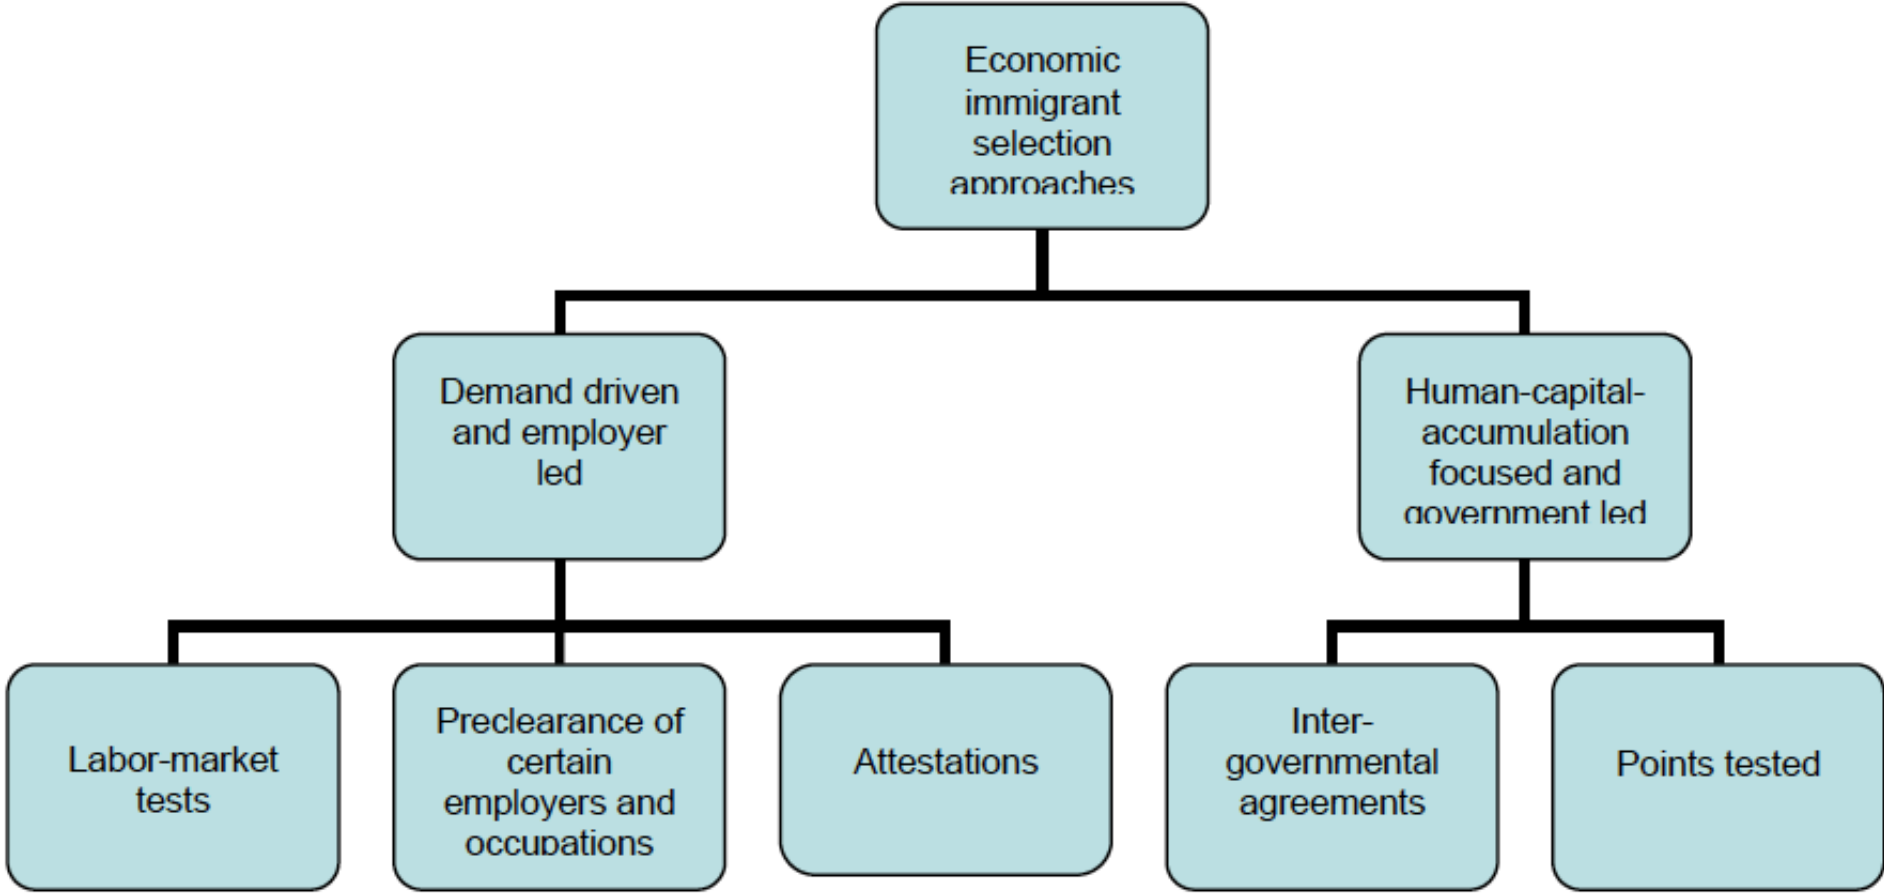 Economic
immigrant
selection
approaches
Demand driven
and employer
led
Human-capital-
accumulation
focused and
government led
Labor-market
tests
Preclearance of
certain
employers and
occupations
Attestations
Inter-
governmental
agreements
Points tested